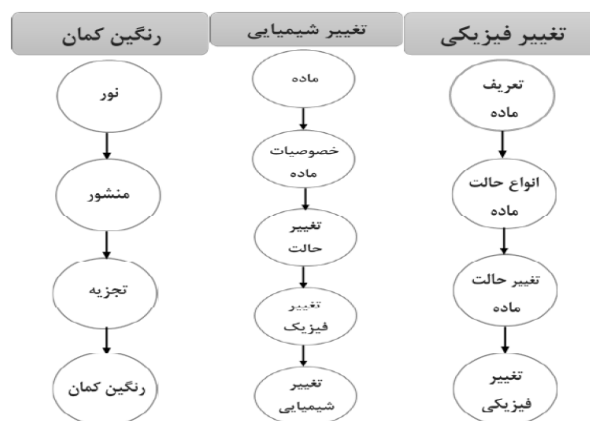 تغییر فیزیکی
تعریف
ماده
انواع حالت
ماده
تغییر حالت
ماده
تغییر
فیزیکی
تغییر شیمیایی
ماده
خصوصیات
ماده
تغییر
حالت
تغییر
فیزیک
تغییر
شیمیایی
رنگین کمان
نور
منشور
تجزیه
رنگین کمان